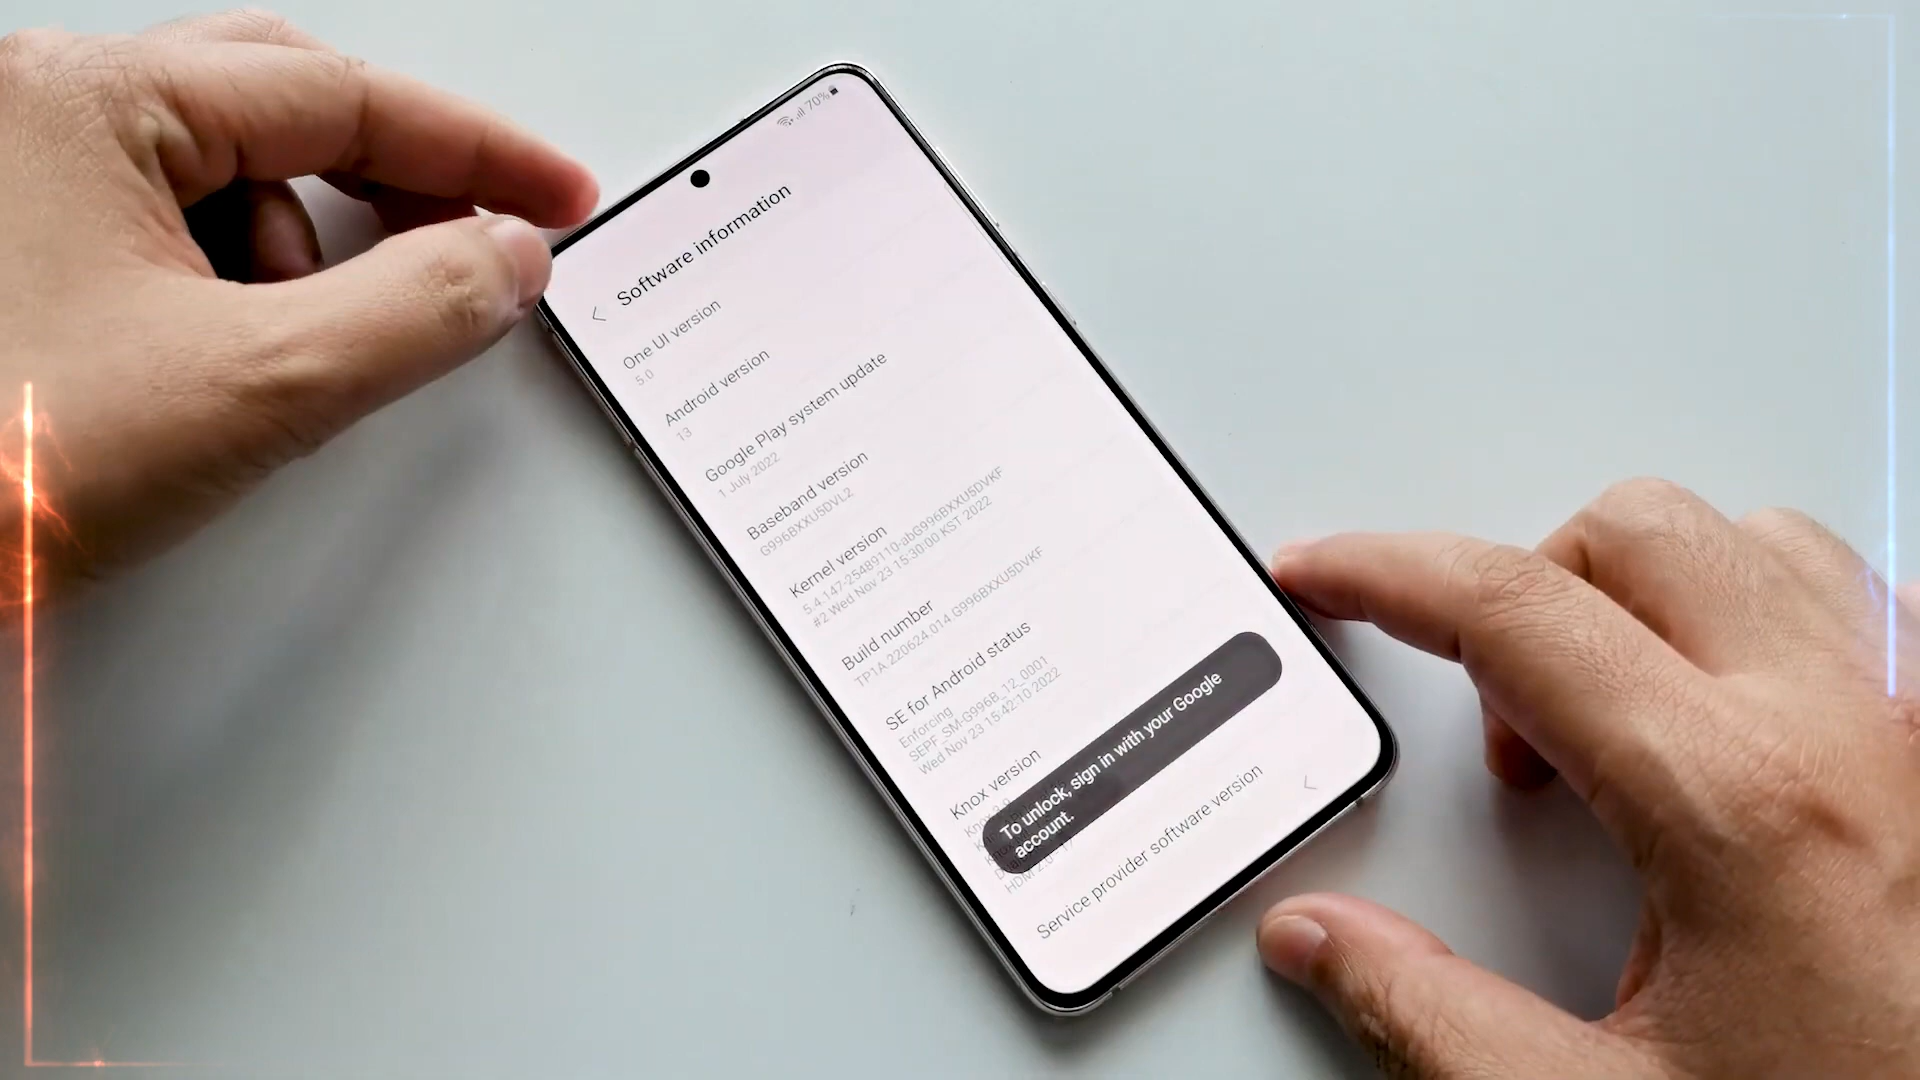 70%
Software information
One UI version
5.0
Android version
13
Google Play system update
1 July 2022
Baseband version
G996BXXU5DVL2
Kernel version
5.4.147-25489110-abG996BXXU5DVKF
#2 Wed Nov 23 15:30:00 KST 2022
Build number
TP1A.220624.014.G996BXXU5DVKF
SE for Android status
Enforcing
SEPF_SM-G996B_12_0001
Wed Nov 23 15:42:10 2022
Knox version
To unlock, sign in with your Google
account.
Service provider software version